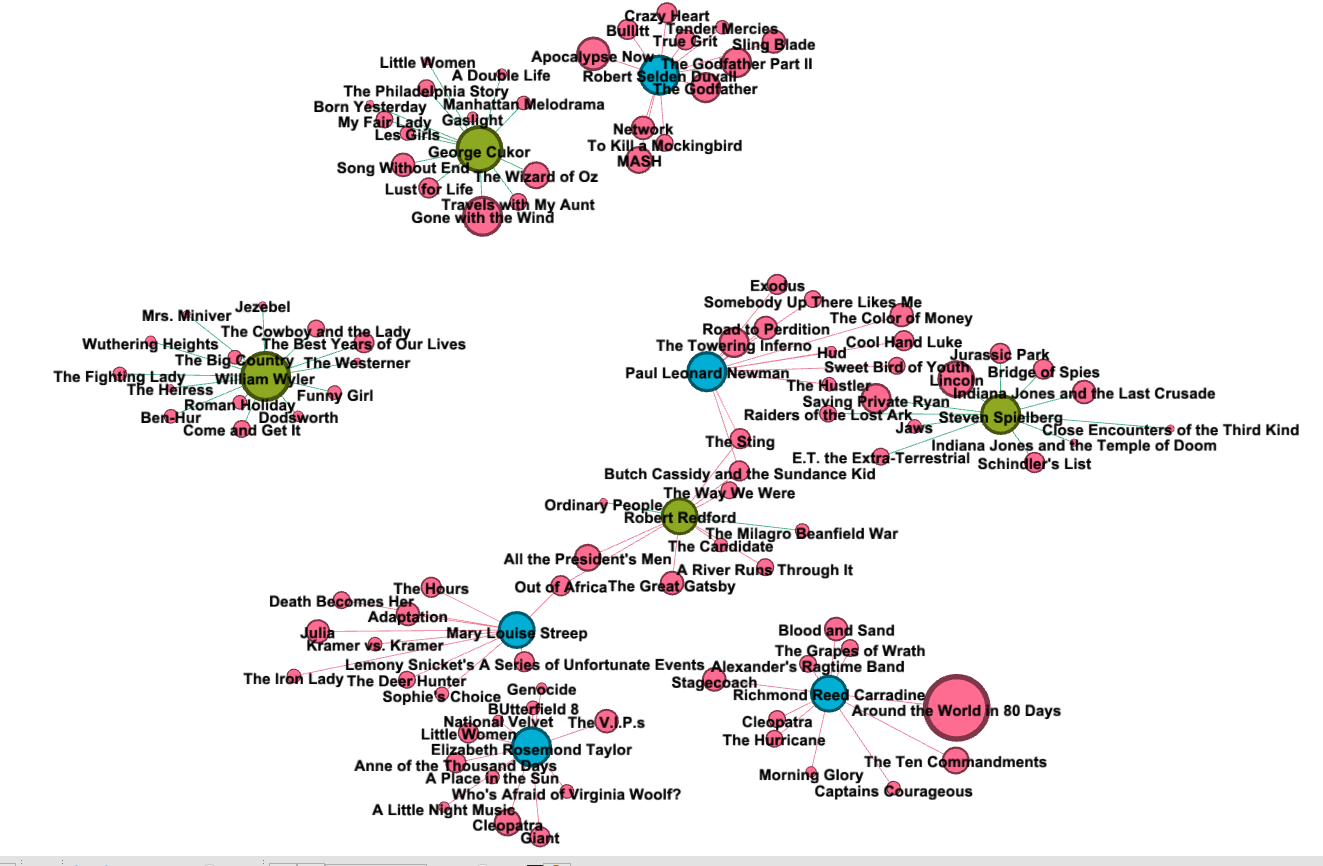 Crazy Heart
Bullitt
Tender Mercies
True Grit
Sling Blade
Apocalypse Now
The Godfather Part II
Robert Selden Duvall
The Godfather
Network
To Kill a Mockingbird
MASH
Little Women
A Double Life
The Philadelphia Story
Born Yesterday
Manhattan Melodrama
My Fair Lady
Gaslight
Les Girls
George Cukor
Song Without End
The Wizard of Oz
Lust for Life
Travels with My Aunt
Gone with the Wind
Jezebel
Mrs. Miniver
The Cowboy and the Lady
Wuthering Heights
The Best Years of Our Lives
The Big Country
The Westerner
The Fighting Lady
William Wyler
The Heiress
Funny Girl
Roman Holiday
Ben-Hur
Dodsworth
Come and Get It
Exodus
Somebody Up There Likes Me
The Color of Money
Road to Perdition
The Towering Inferno
Cool Hand Luke
Hud
Paul Leonard Newman
Sweet Bird of Youth
The Hustler
Jurassic Park
Bridge of Spies
Lincoln
Indiana Jones and the Last Crusade
Saving Private Ryan
Raiders of the Lost Ark
Steven Spielberg
Jaws
Close Encounters of the Third Kind
Indiana Jones and the Temple of Doom
E.T. the Extra-Terrestrial
Schindler's List
The Sting
Butch Cassidy and the Sundance Kid
The Way We Were
Ordinary People
Robert Redford
The Milagro Beanfield War
The Candidate
All the President's Men
A River Runs Through It
Out of Africa
The Great Gatsby
The Hours
Death Becomes Her
Adaptation
Julia
Mary Louise Streep
Kramer vs. Kramer
Lemony Snicket's A Series of Unfortunate Events
The Iron Lady
The Deer Hunter
Sophie's Choice
Genocide
BUtterfield 8
National Velvet
The V.I.P.s
Little Women
Elizabeth Rosemond Taylor
Anne of the Thousand Days
A Place in the Sun
Who's Afraid of Virginia Woolf?
A Little Night Music
Cleopatra
Giant
Blood and Sand
The Grapes of Wrath
Alexander's Ragtime Band
Stagecoach
Richmond Reed Carradine
Around the World in 80 Days
Cleopatra
The Hurricane
The Ten Commandments
Morning Glory
Captains Courageous